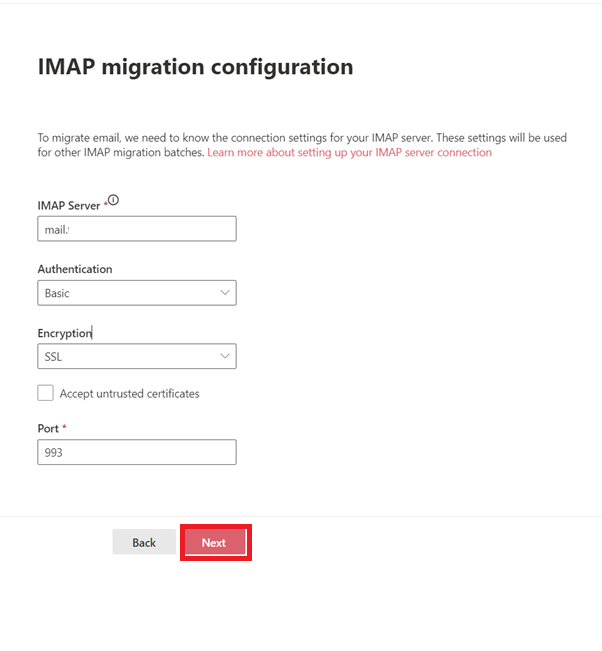 IMAP migration configuration
To migrate email, we need to know the connection settings for your IMAP server. These settings will be used
for other IMAP migration batches. Learn more about setting up your IMAP server connection
IMAP Server *
mail.
Authentication
Basic
Encryption
SSL
Accept untrusted certificates
Port *
993
Back
Next